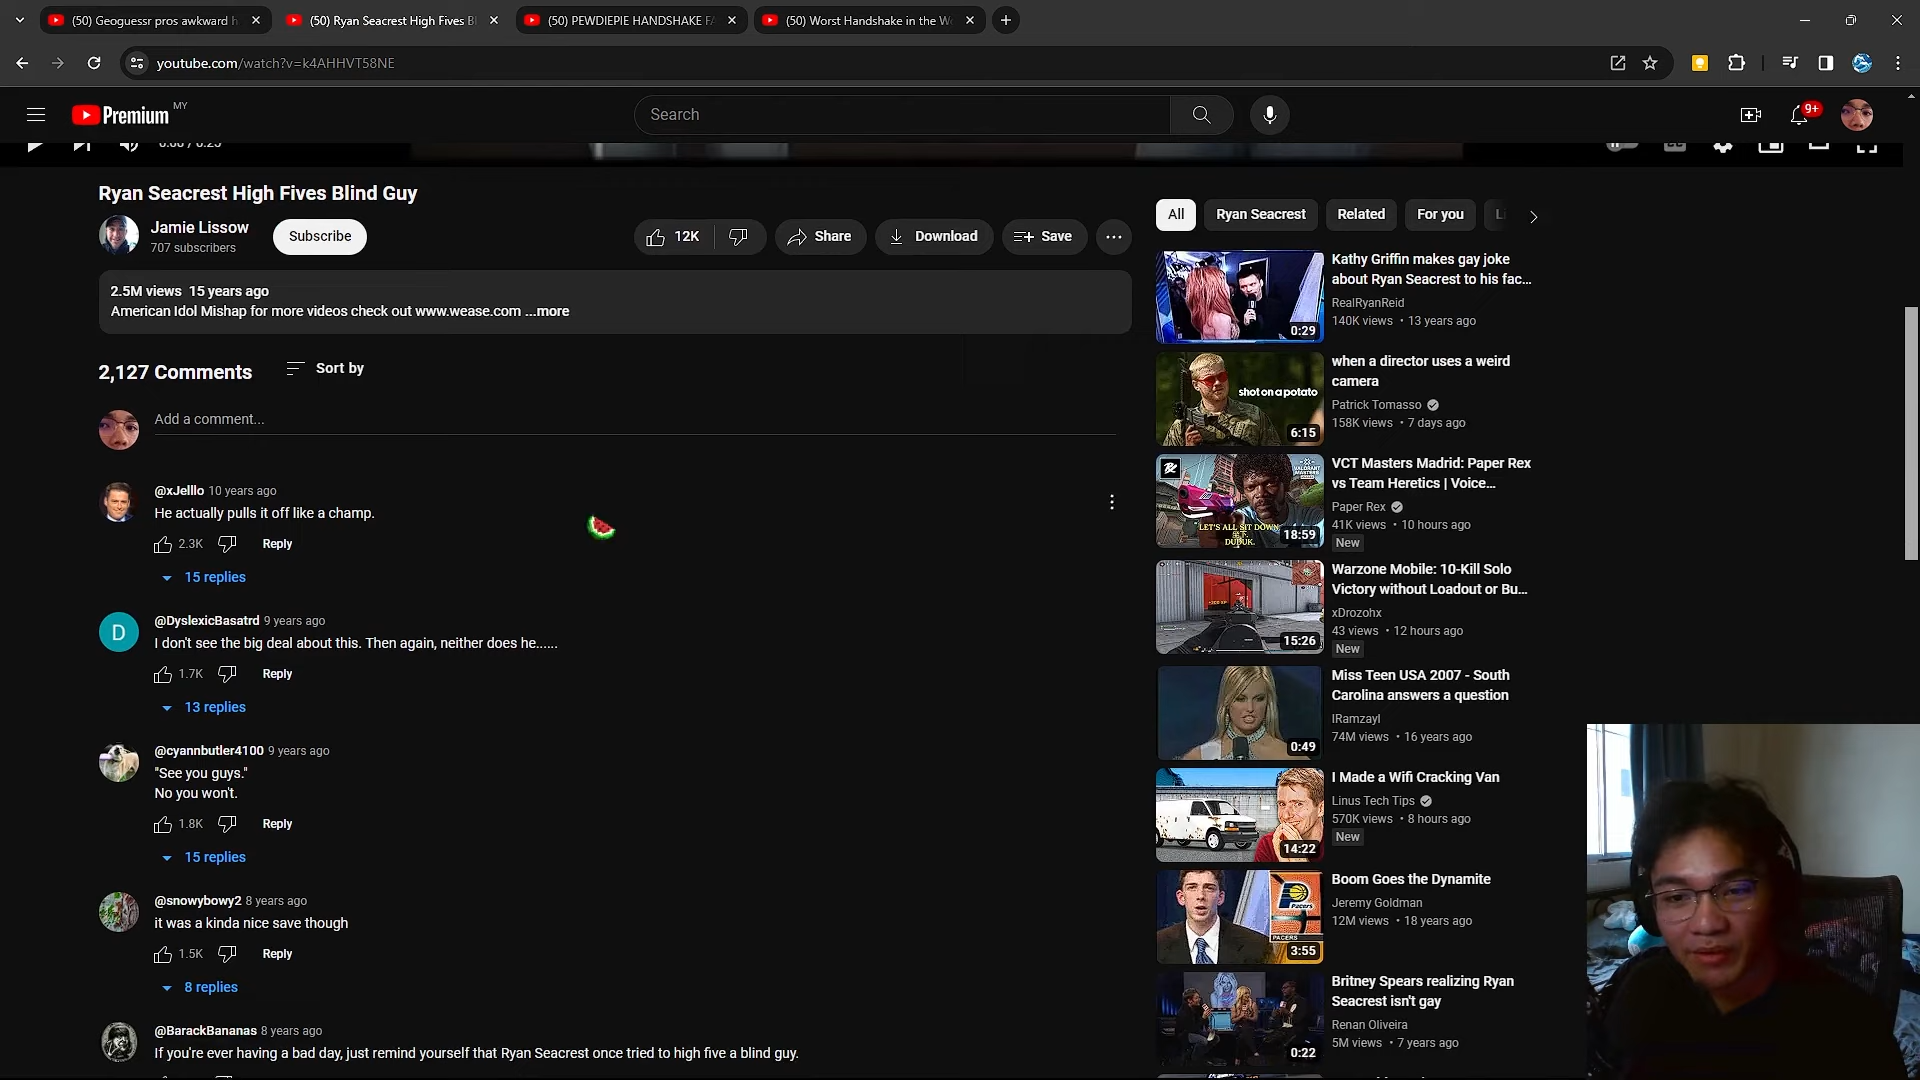 (50) Geoguessr pros awkward h
(50) Ryan Seacrest High Fives Bl
(50) PEWDIEPIE HANDSHAKE FA
(50) Worst Handshake in the Wo
youtube.com/watch?v=k4AHHVT58NE
Premium MY
Search
9+
Ryan Seacrest High Fives Blind Guy
Jamie Lissow
707 subscribers
Subscribe
12K
Share
Download
Save
2.5M views 15 years ago
American Idol Mishap for more videos check out www.wease.com ...more
2,127 Comments
Sort by
Add a comment...
@xJelllo 10 years ago
He actually pulls it off like a champ.
2.3K
Reply
15 replies
D
@DyslexicBasatrd 9 years ago
I don't see the big deal about this. Then again, neither does he......
1.7K
Reply
13 replies
@cyannbutler4100 9 years ago
"See you guys."
No you won't.
1.8K
Reply
15 replies
@snowybowy2 8 years ago
it was a kinda nice save though
1.5K
Reply
8 replies
@BarackBananas 8 years ago
If you're ever having a bad day, just remind yourself that Ryan Seacrest once tried to high five a blind guy.
All
Ryan Seacrest
Related
For you
Li
0:29
Kathy Griffin makes gay joke
about Ryan Seacrest to his fac...
RealRyanReid
140K views • 13 years ago
shot on a potato
6:15
when a director uses a weird
camera
Patrick Tomasso
158K views • 7 days ago
LET'S ALL SIT DOWN
DUDUK.
18:59
VCT Masters Madrid: Paper Rex
vs Team Heretics | Voice...
Paper Rex
41K views • 10 hours ago
New
15:26
Warzone Mobile: 10-Kill Solo
Victory without Loadout or Bu...
xDrozohx
43 views • 12 hours ago
New
0:49
Miss Teen USA 2007 - South
Carolina answers a question
IRamzayI
74M views • 16 years ago
14:22
I Made a Wifi Cracking Van
Linus Tech Tips
570K views • 8 hours ago
New
Pacers
PACERS
3:55
Boom Goes the Dynamite
Jeremy Goldman
12M views • 18 years ago
0:22
Britney Spears realizing Ryan
Seacrest isn't gay
Renan Oliveira
5M views • 7 years ago